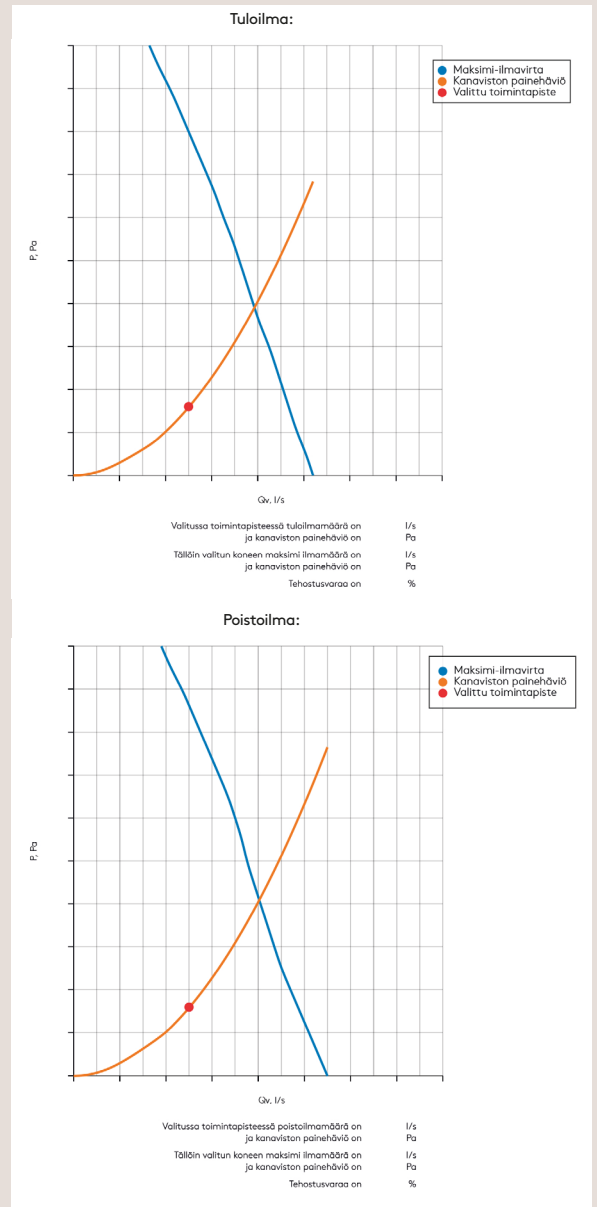 Tuloilma:
Maksimi-ilmavirta
Kanaviston painehäviö
Valittu toimintapiste
P, Pa
Qv, l/s
Valitussa toimintapisteessä tuloilmamäärä on l/s
ja kanaviston painehäviö on Pa
Tällöin valitun koneen maksimi ilmamäärä on l/s
ja kanaviston painehäviö on Pa
Tehostusvaraa on %
Poistoilma:
Maksimi-ilmavirta
Kanaviston painehäviö
Valittu toimintapiste
P, Pa
Qv, l/s
Valitussa toimintapisteessä poistoilmamäärä on l/s
ja kanaviston painehäviö on Pa
Tällöin valitun koneen maksimi ilmamäärä on l/s
ja kanaviston painehäviö on Pa
Tehostusvaraa on %